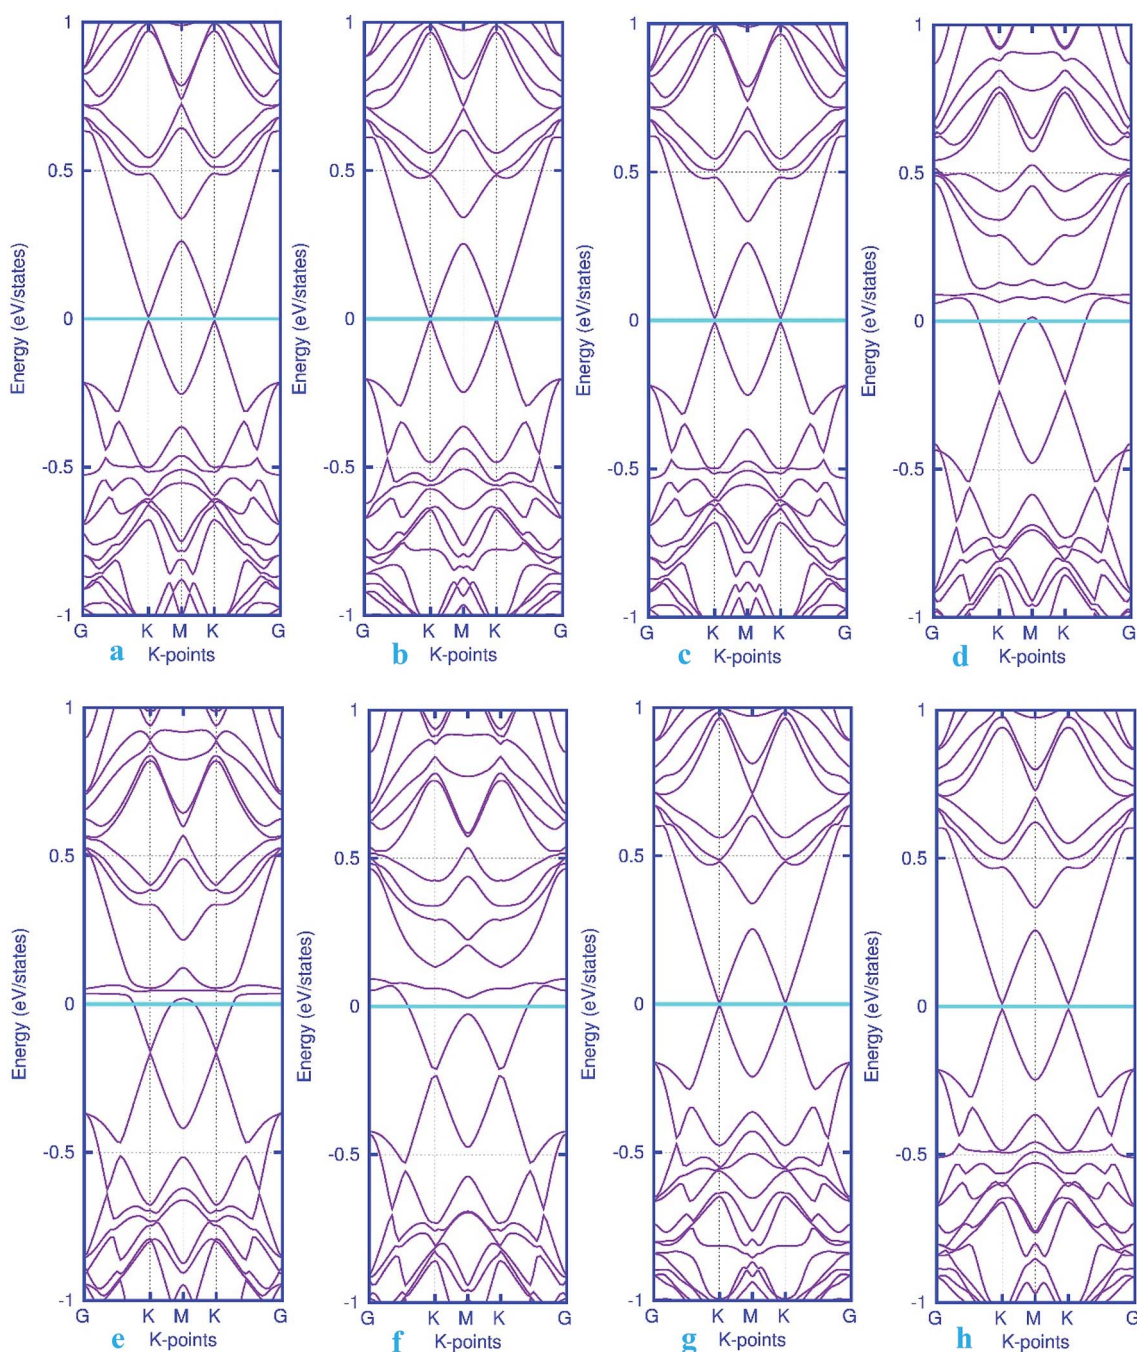 1
0.5
0
-0.5
-1
Energy (eV/states)
G K M K G
a K-points
1
0.5
0
-0.5
-1
Energy (eV/states)
G K M K G
b K-points
1
0.5
0
-0.5
-1
Energy (eV/states)
G K M K G
c K-points
1
0.5
0
-0.5
-1
Energy (eV/states)
G K M K G
d K-points
1
0.5
0
-0.5
-1
Energy (eV/states)
G K M K G
e K-points
1
0.5
0
-0.5
-1
Energy (eV/states)
G K M K G
f K-points
1
0.5
0
-0.5
-1
Energy (eV/states)
G K M K G
g K-points
1
0.5
0
-0.5
-1
Energy (eV/states)
G K M K G
h K-points